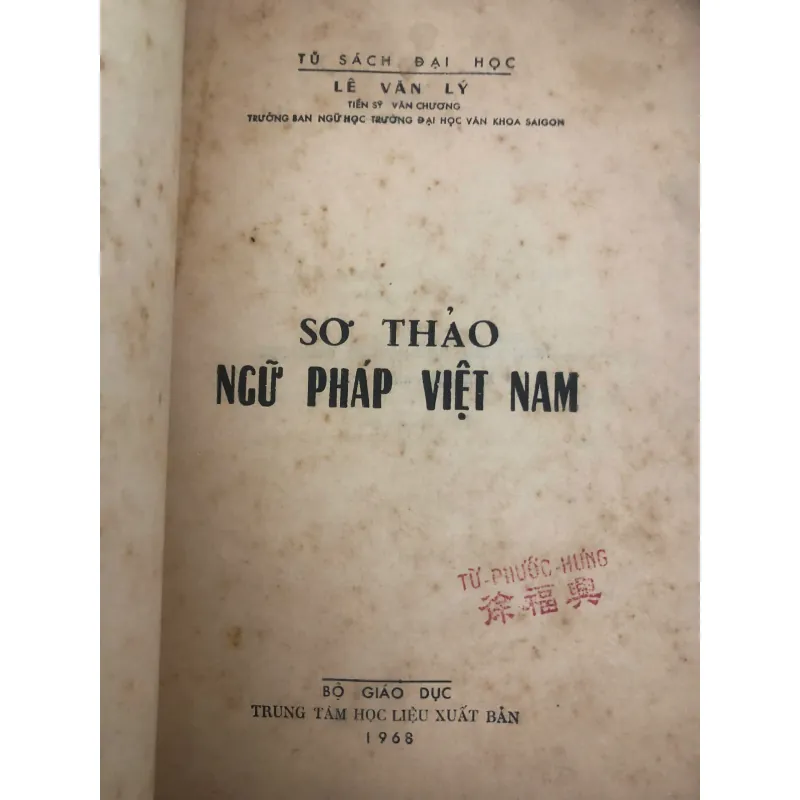 TỦ SÁCH ĐẠI HỌC
LÊ VĂN LÝ
TIẾN SỸ VĂN CHƯƠNG
TRƯỞNG BAN NGỮ HỌC TRƯỜNG ĐẠI HỌC VĂN KHOA SAIGON
SƠ THẢO
NGỮ PHÁP VIỆT NAM
TỪ-PHƯỚC-HƯNG
徐福興
BỘ GIÁO DỤC
TRUNG TÂM HỌC LIỆU XUẤT BẢN
1968